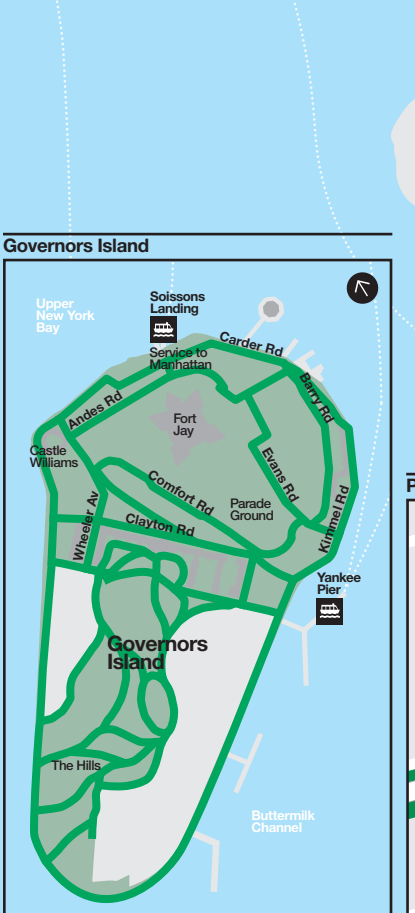 Governors Island
Upper
New York
Bay
Soissons
Landing
Service to
Manhattan
Carder Rd
Barry Rd
Andes Rd
Fort
Jay
Castle
Williams
Evans Rd
Comfort Rd
Parade
Ground
Wheeler Av
Clayton Rd
Kimmel Rd
Yankee
Pier
Governors
Island
The Hills
Buttermilk
Channel
P